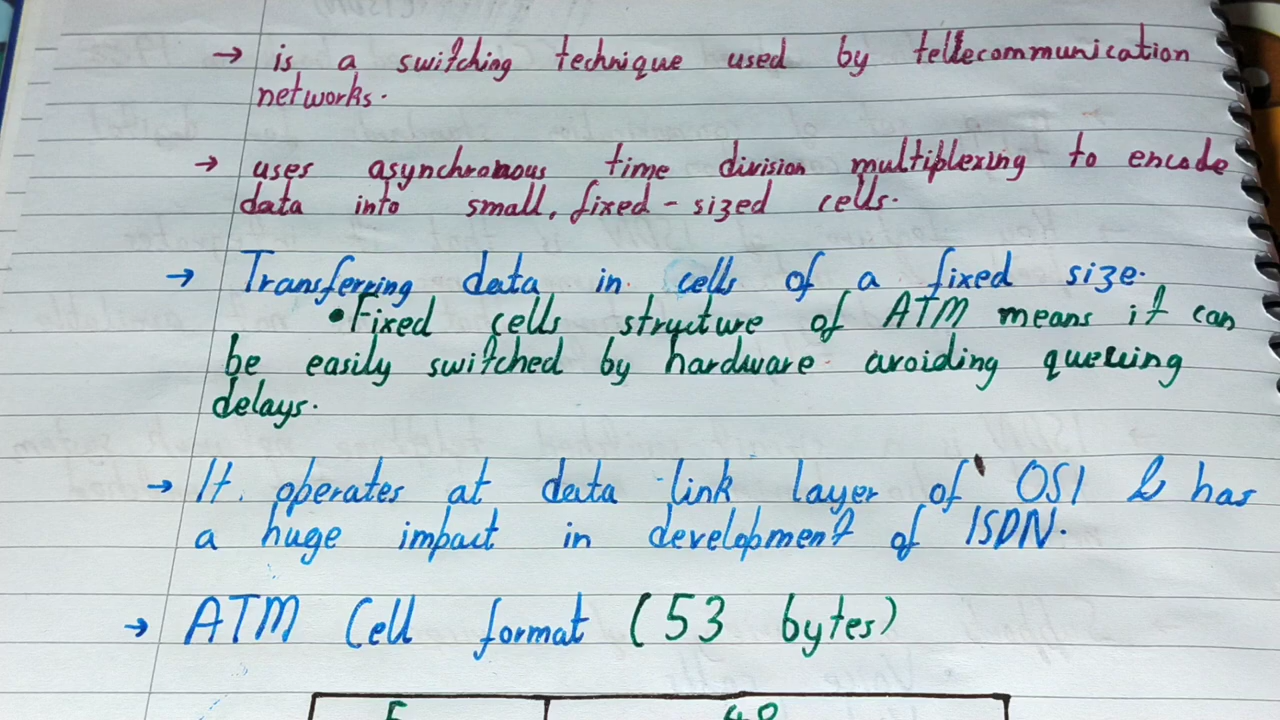 → is a switching technique used by tellecommunication
networks.
→ uses asynchronous time division multiplexing to encode
data into small, fixed-sized cells.
→ Transferring data in cells of a fixed size.
• Fixed cells structure of ATM means it can
be easily switched by hardware avoiding queuing
delays.
→ It operates at data link layer of OSI & has
a huge impact in development of ISDN.
→ ATM Cell format (53 bytes)
5 48